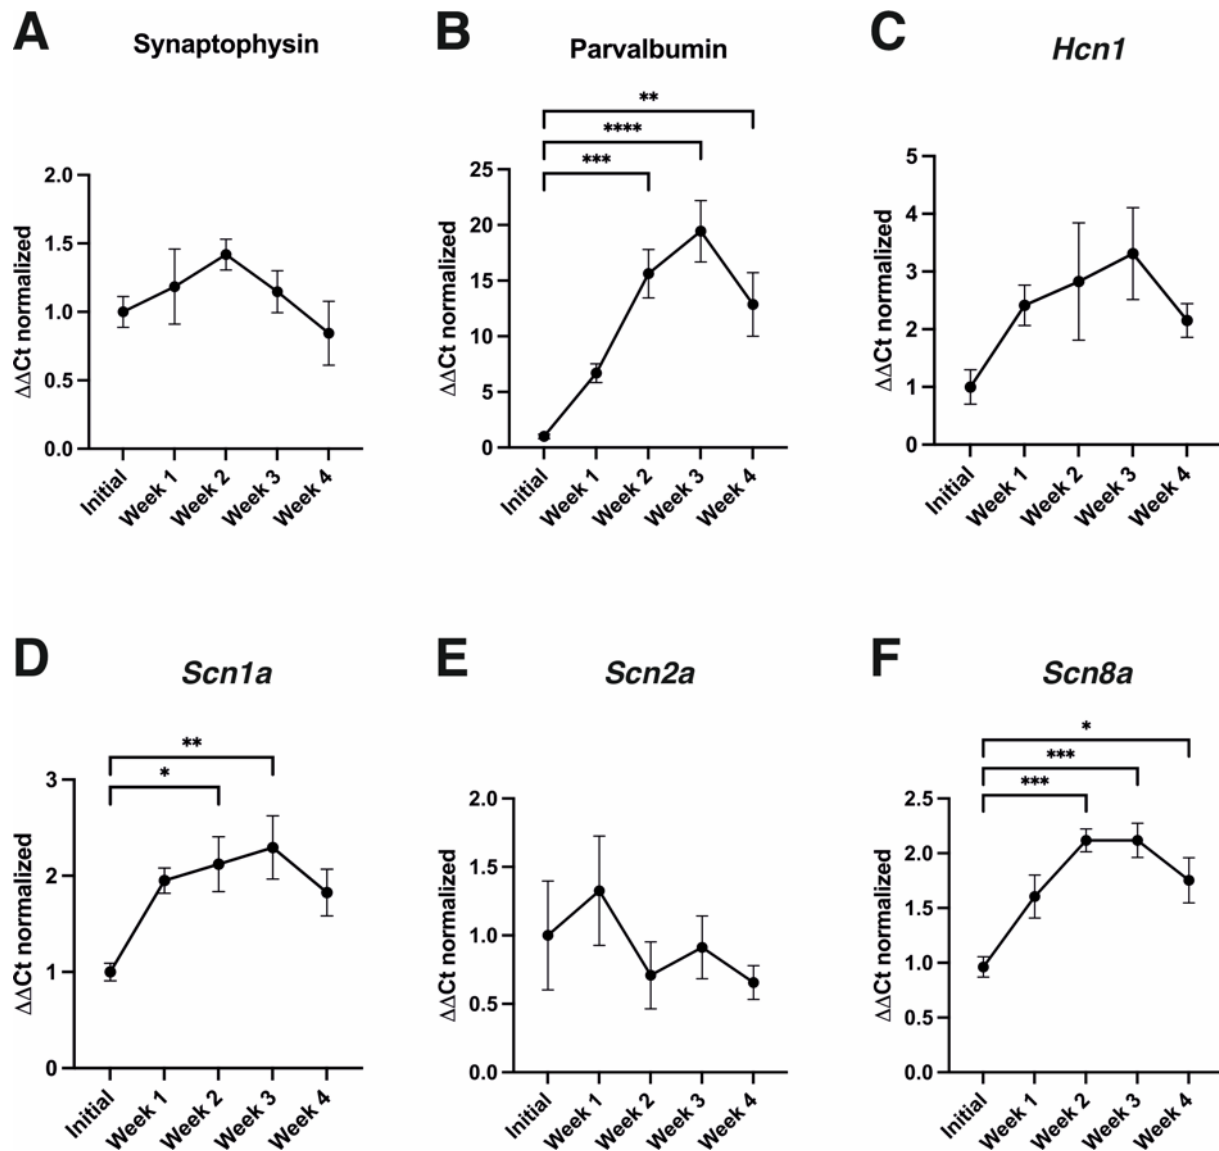 A
Synaptophysin
2.0
1.5
1.0
0.5
0.0
ΔΔCt normalized
Initial
Week 1
Week 2
Week 3
Week 4
B
Parvalbumin
**
****
***
25
20
15
10
5
0
ΔΔCt normalized
Initial
Week 1
Week 2
Week 3
Week 4
C
Hcn1
5
4
3
2
1
0
ΔΔCt normalized
Initial
Week 1
Week 2
Week 3
Week 4
D
Scn1a
**
*
3
2
1
0
ΔΔCt normalized
Initial
Week 1
Week 2
Week 3
Week 4
E
Scn2a
2.0
1.5
1.0
0.5
0.0
ΔΔCt normalized
Initial
Week 1
Week 2
Week 3
Week 4
F
Scn8a
*
***
***
2.5
2.0
1.5
1.0
0.5
0.0
ΔΔCt normalized
Initial
Week 1
Week 2
Week 3
Week 4